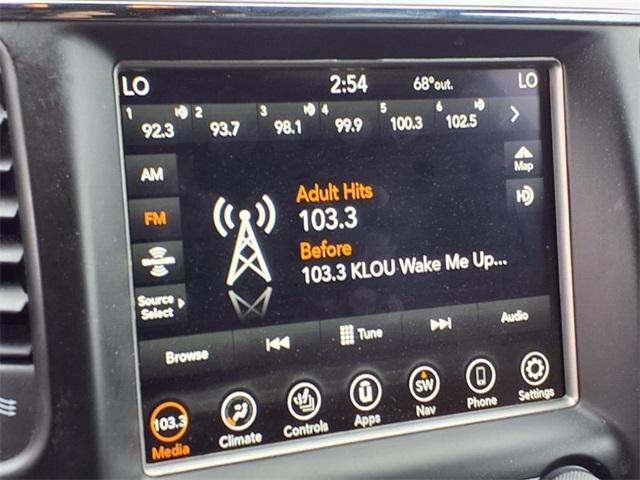 LO 2:54 68°out. LO
1 2 3 4 5 6
92.3 93.7 98.1 99.9 100.3 102.5
AM
Map
FM
HD
Adult Hits
103.3
Before
103.3 KLOU Wake Me Up...
Source
Select
Browse Tune Audio
103.3 SW
Media Climate Controls Apps Nav Phone Settings